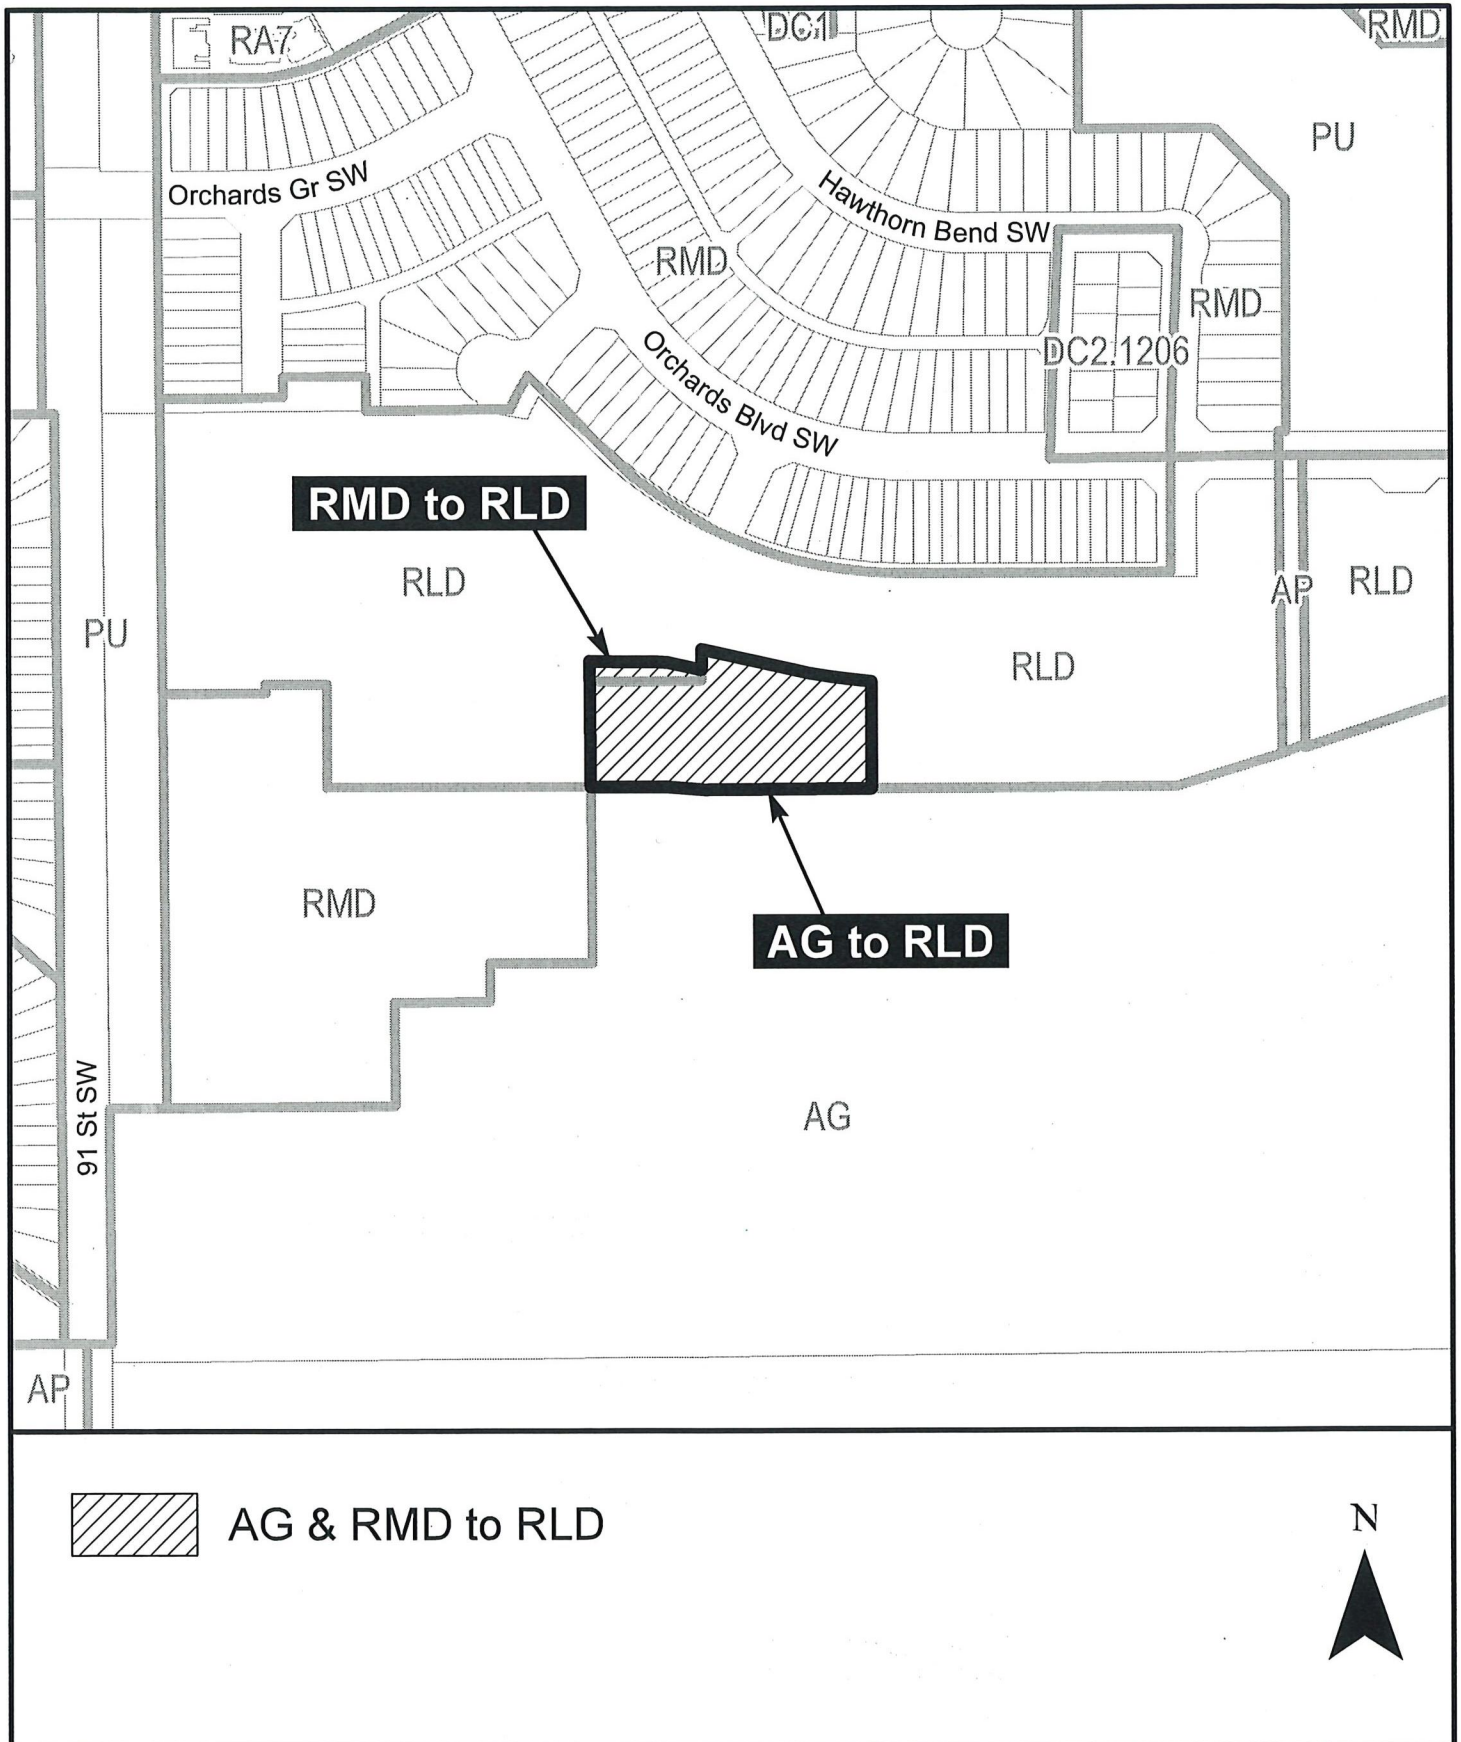 RA7
DC1
RMD
PU
Orchards Gr SW
Hawthorn Bend SW
RMD
RMD
DC2.1206
Orchards Blvd SW
RMD to RLD
RLD
AP
RLD
PU
RLD
RMD
AG to RLD
91 St SW
AG
AP
AG & RMD to RLD
N